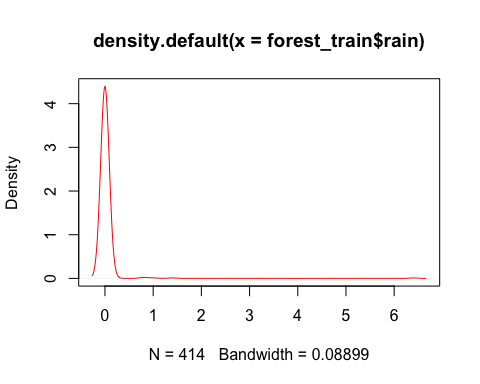 density.default(x = forest_train$rain)
Density
4
3
2
1
0
0 1 2 3 4 5 6
N = 414 Bandwidth = 0.08899